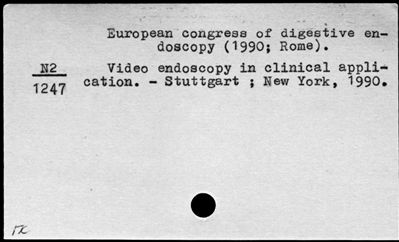 European congress of digestive en-
doscopy (1990; Rome).
N2
1247
Video endoscopy in clinical appli-
cation. - Stuttgart ; New York, 1990.